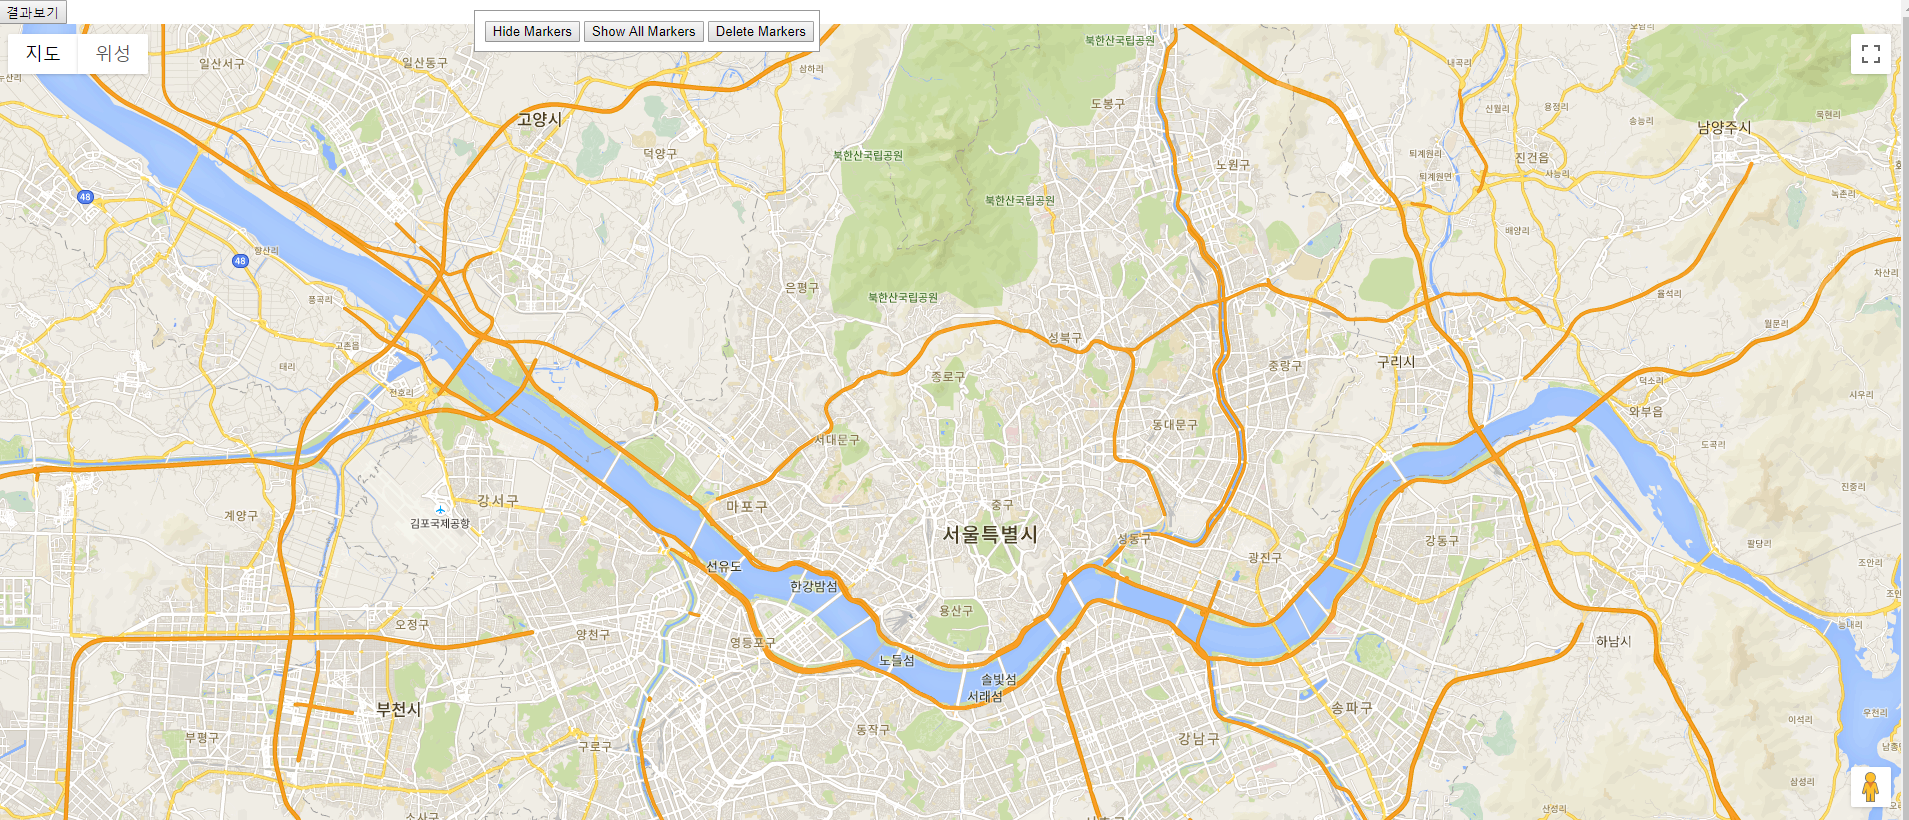 결과보기
Hide Markers Show All Markers Delete Markers
지도 위성
일산서구
일산동구
삼하리
북한산국립공원
내곡리
고양시
도봉구
신월리
용정리
송능리
목현리
남양주시
덕양구
북한산국립공원
노원구
퇴계원리
진건읍
퇴계원면
사능리
48
북한산국립공원
녹촌리
향산리
배양리
48
차산리
풍곡리
은평구
북한산국립공원
율석리
월문리
고촌읍
성북구
태리
종로구
중랑구
구리시
덕소리
전호리
시우리
와부읍
서대문구
동대문구
도곡리
강서구
마포구
중구
진중리
계양구
김포국제공항
서울특별시
성동구
강동구
팔당리
광진구
선유도
조안리
한강밤섬
용산구
오정구
양천구
영등포구
능내리
하남시
노들섬
솔빛섬
서래섬
부천시
송파구
우전리
이석리
부평구
구로구
동작구
강남구
삼성리
산성리